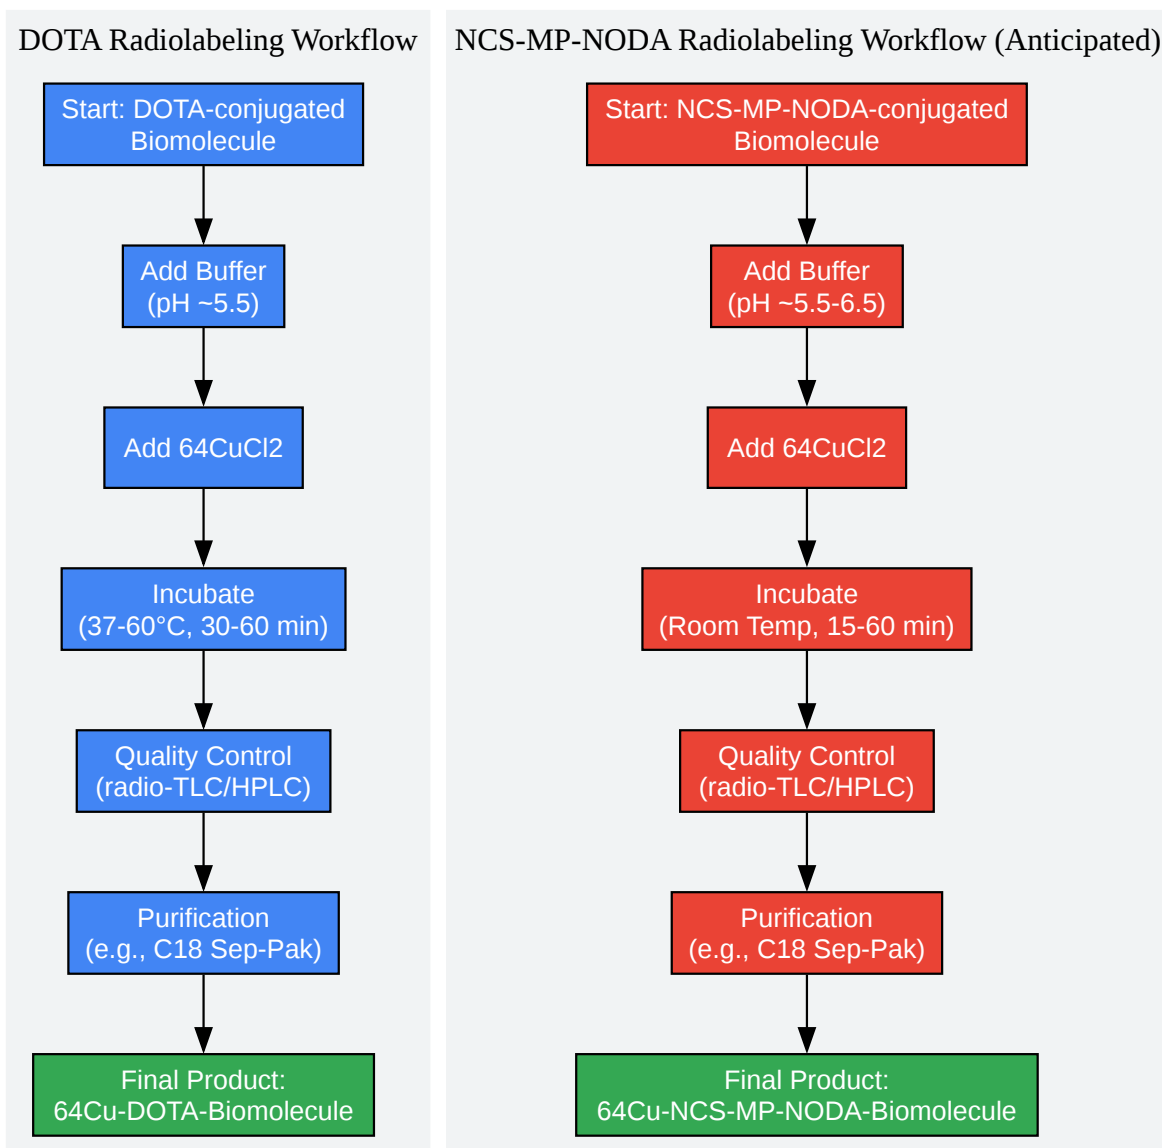 DOTA Radiolabeling Workflow
Start: DOTA-conjugated
Biomolecule
Add Buffer
(pH ~5.5)
Add 64CuCl2
Incubate
(37-60°C, 30-60 min)
Quality Control
(radio-TLC/HPLC)
Purification
(e.g., C18 Sep-Pak)
Final Product:
64Cu-DOTA-Biomolecule
NCS-MP-NODA Radiolabeling Workflow (Anticipated)
Start: NCS-MP-NODA-conjugated
Biomolecule
Add Buffer
(pH ~5.5-6.5)
Add 64CuCl2
Incubate
(Room Temp, 15-60 min)
Quality Control
(radio-TLC/HPLC)
Purification
(e.g., C18 Sep-Pak)
Final Product:
64Cu-NCS-MP-NODA-Biomolecule